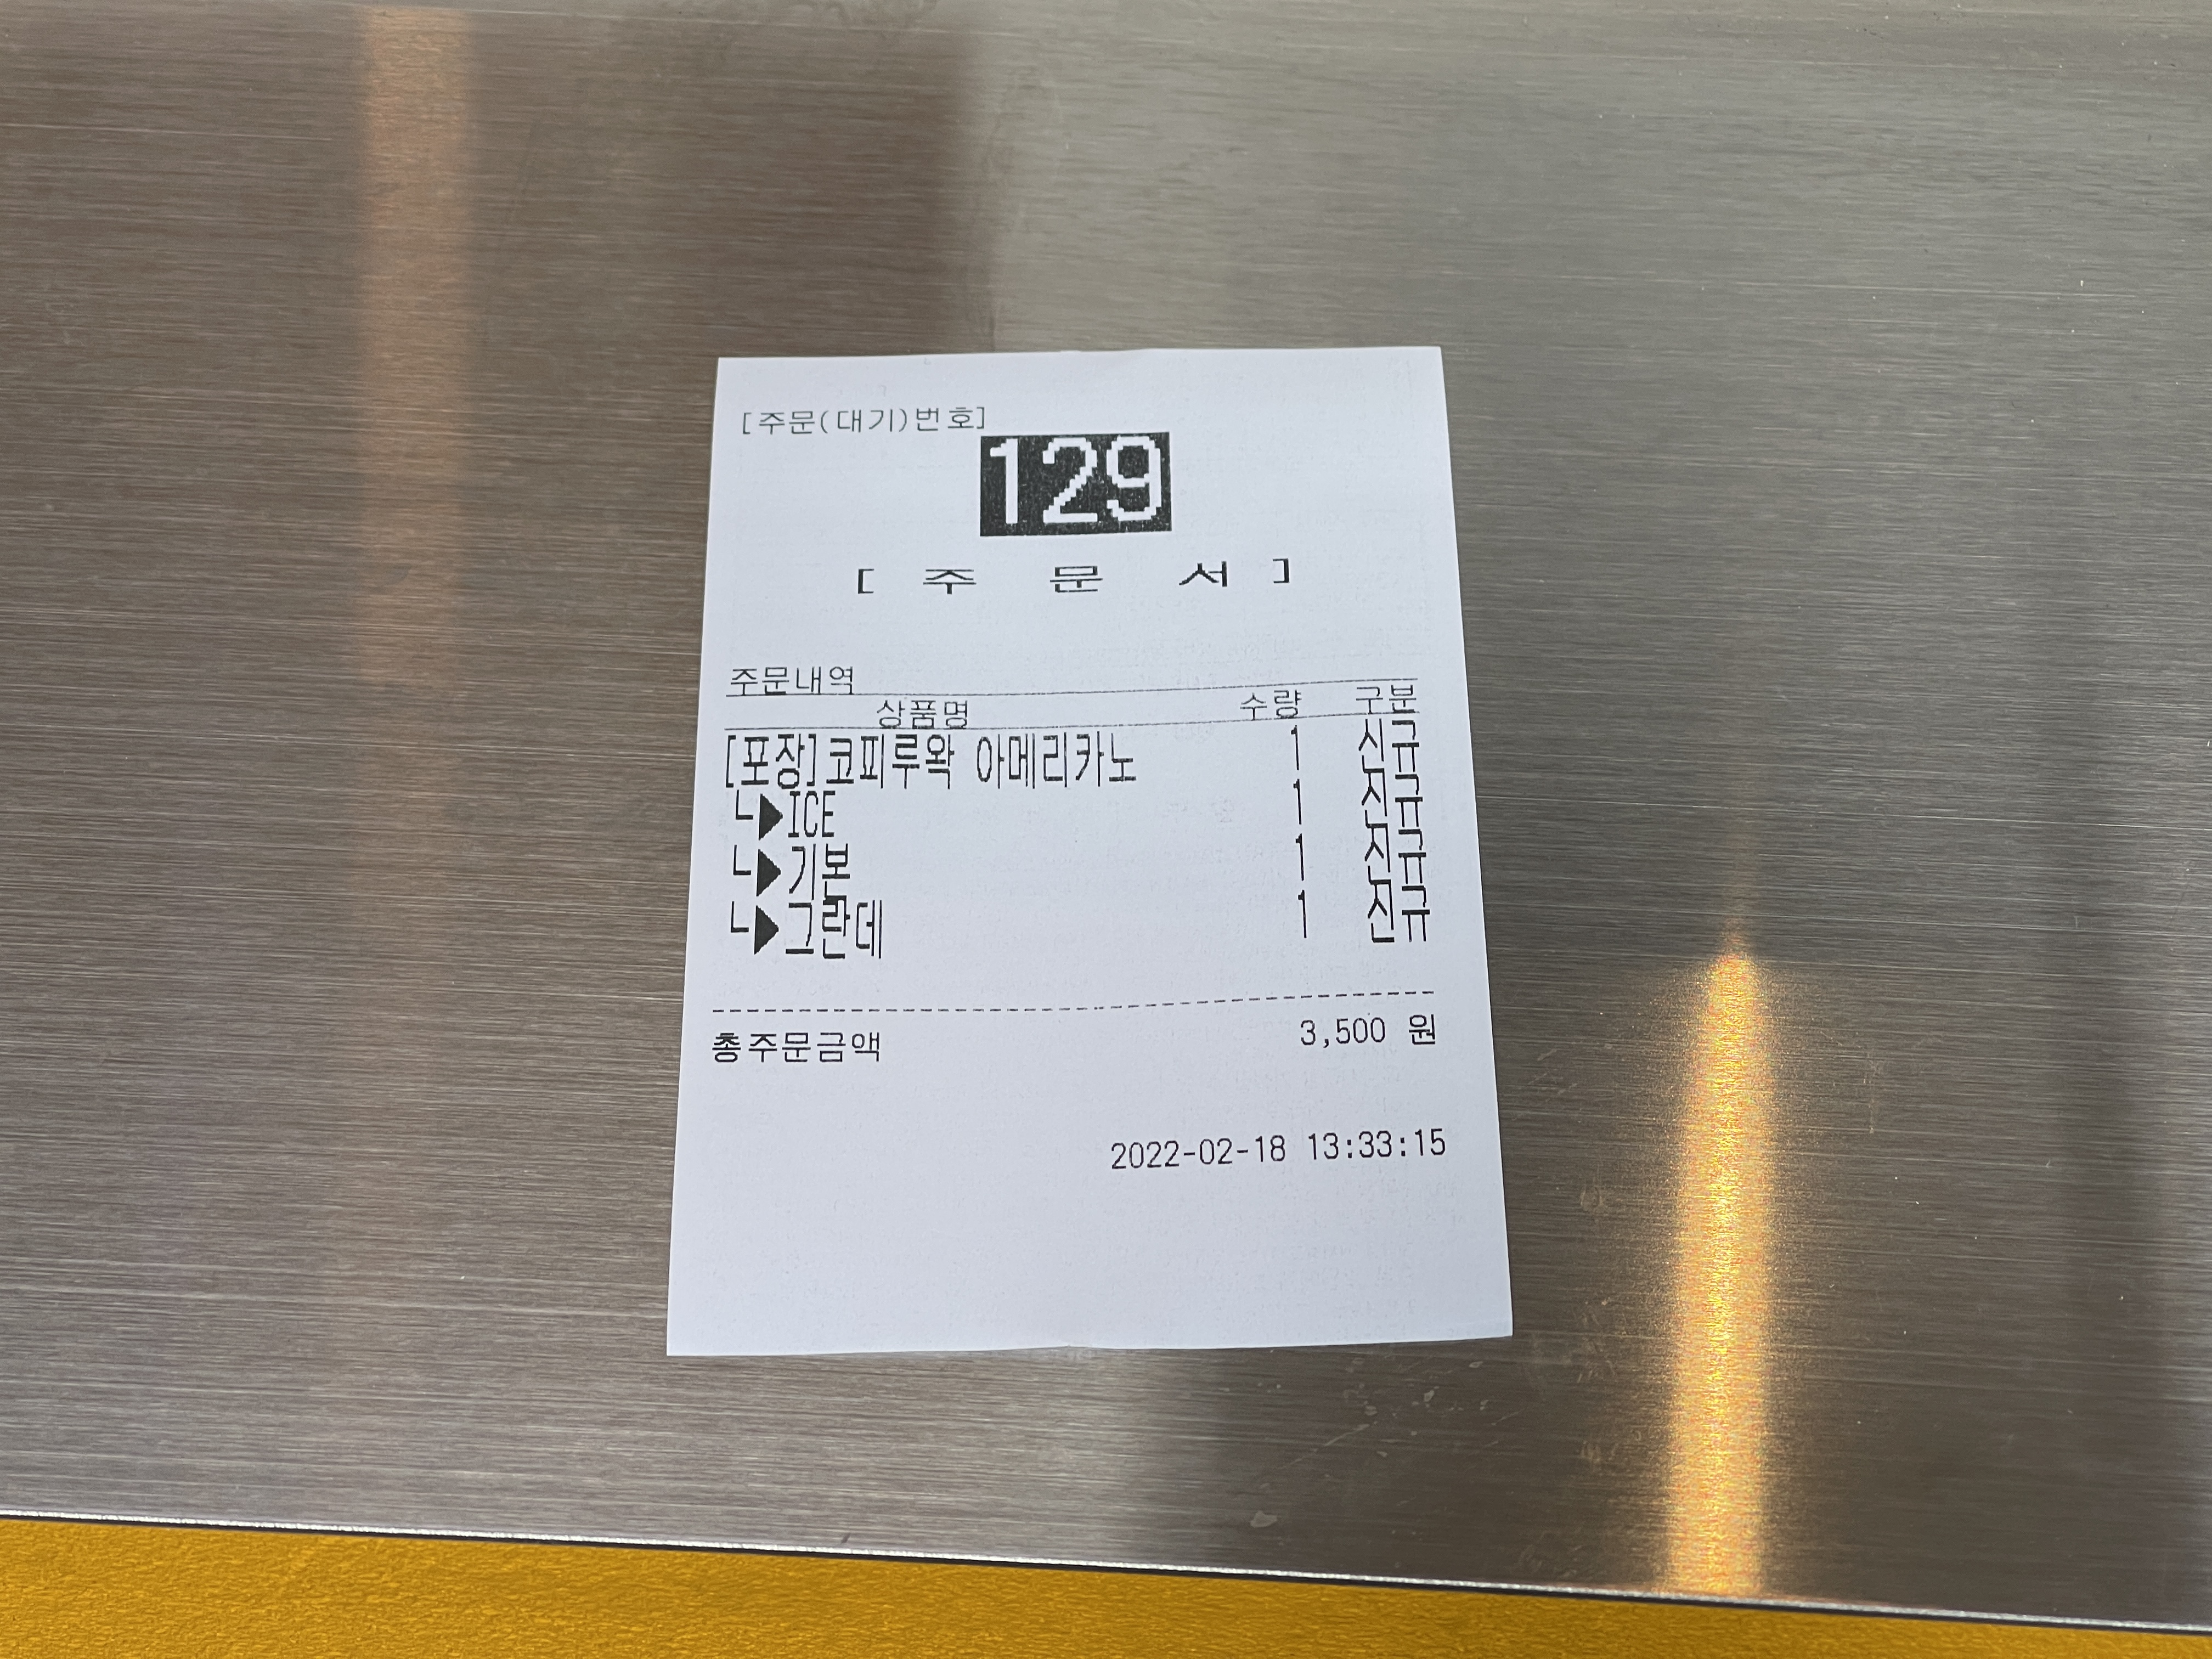 [주문(대기)번호]
129
[ 주 문 서 ]
주문내역
상품명 수량 구분
[포장]코피루왁 아메리카노 1 신규
└▶ICE 1 신규
└▶기본 1 신규
└▶그란데 1 신규
총주문금액 3,500 원
2022-02-18 13:33:15